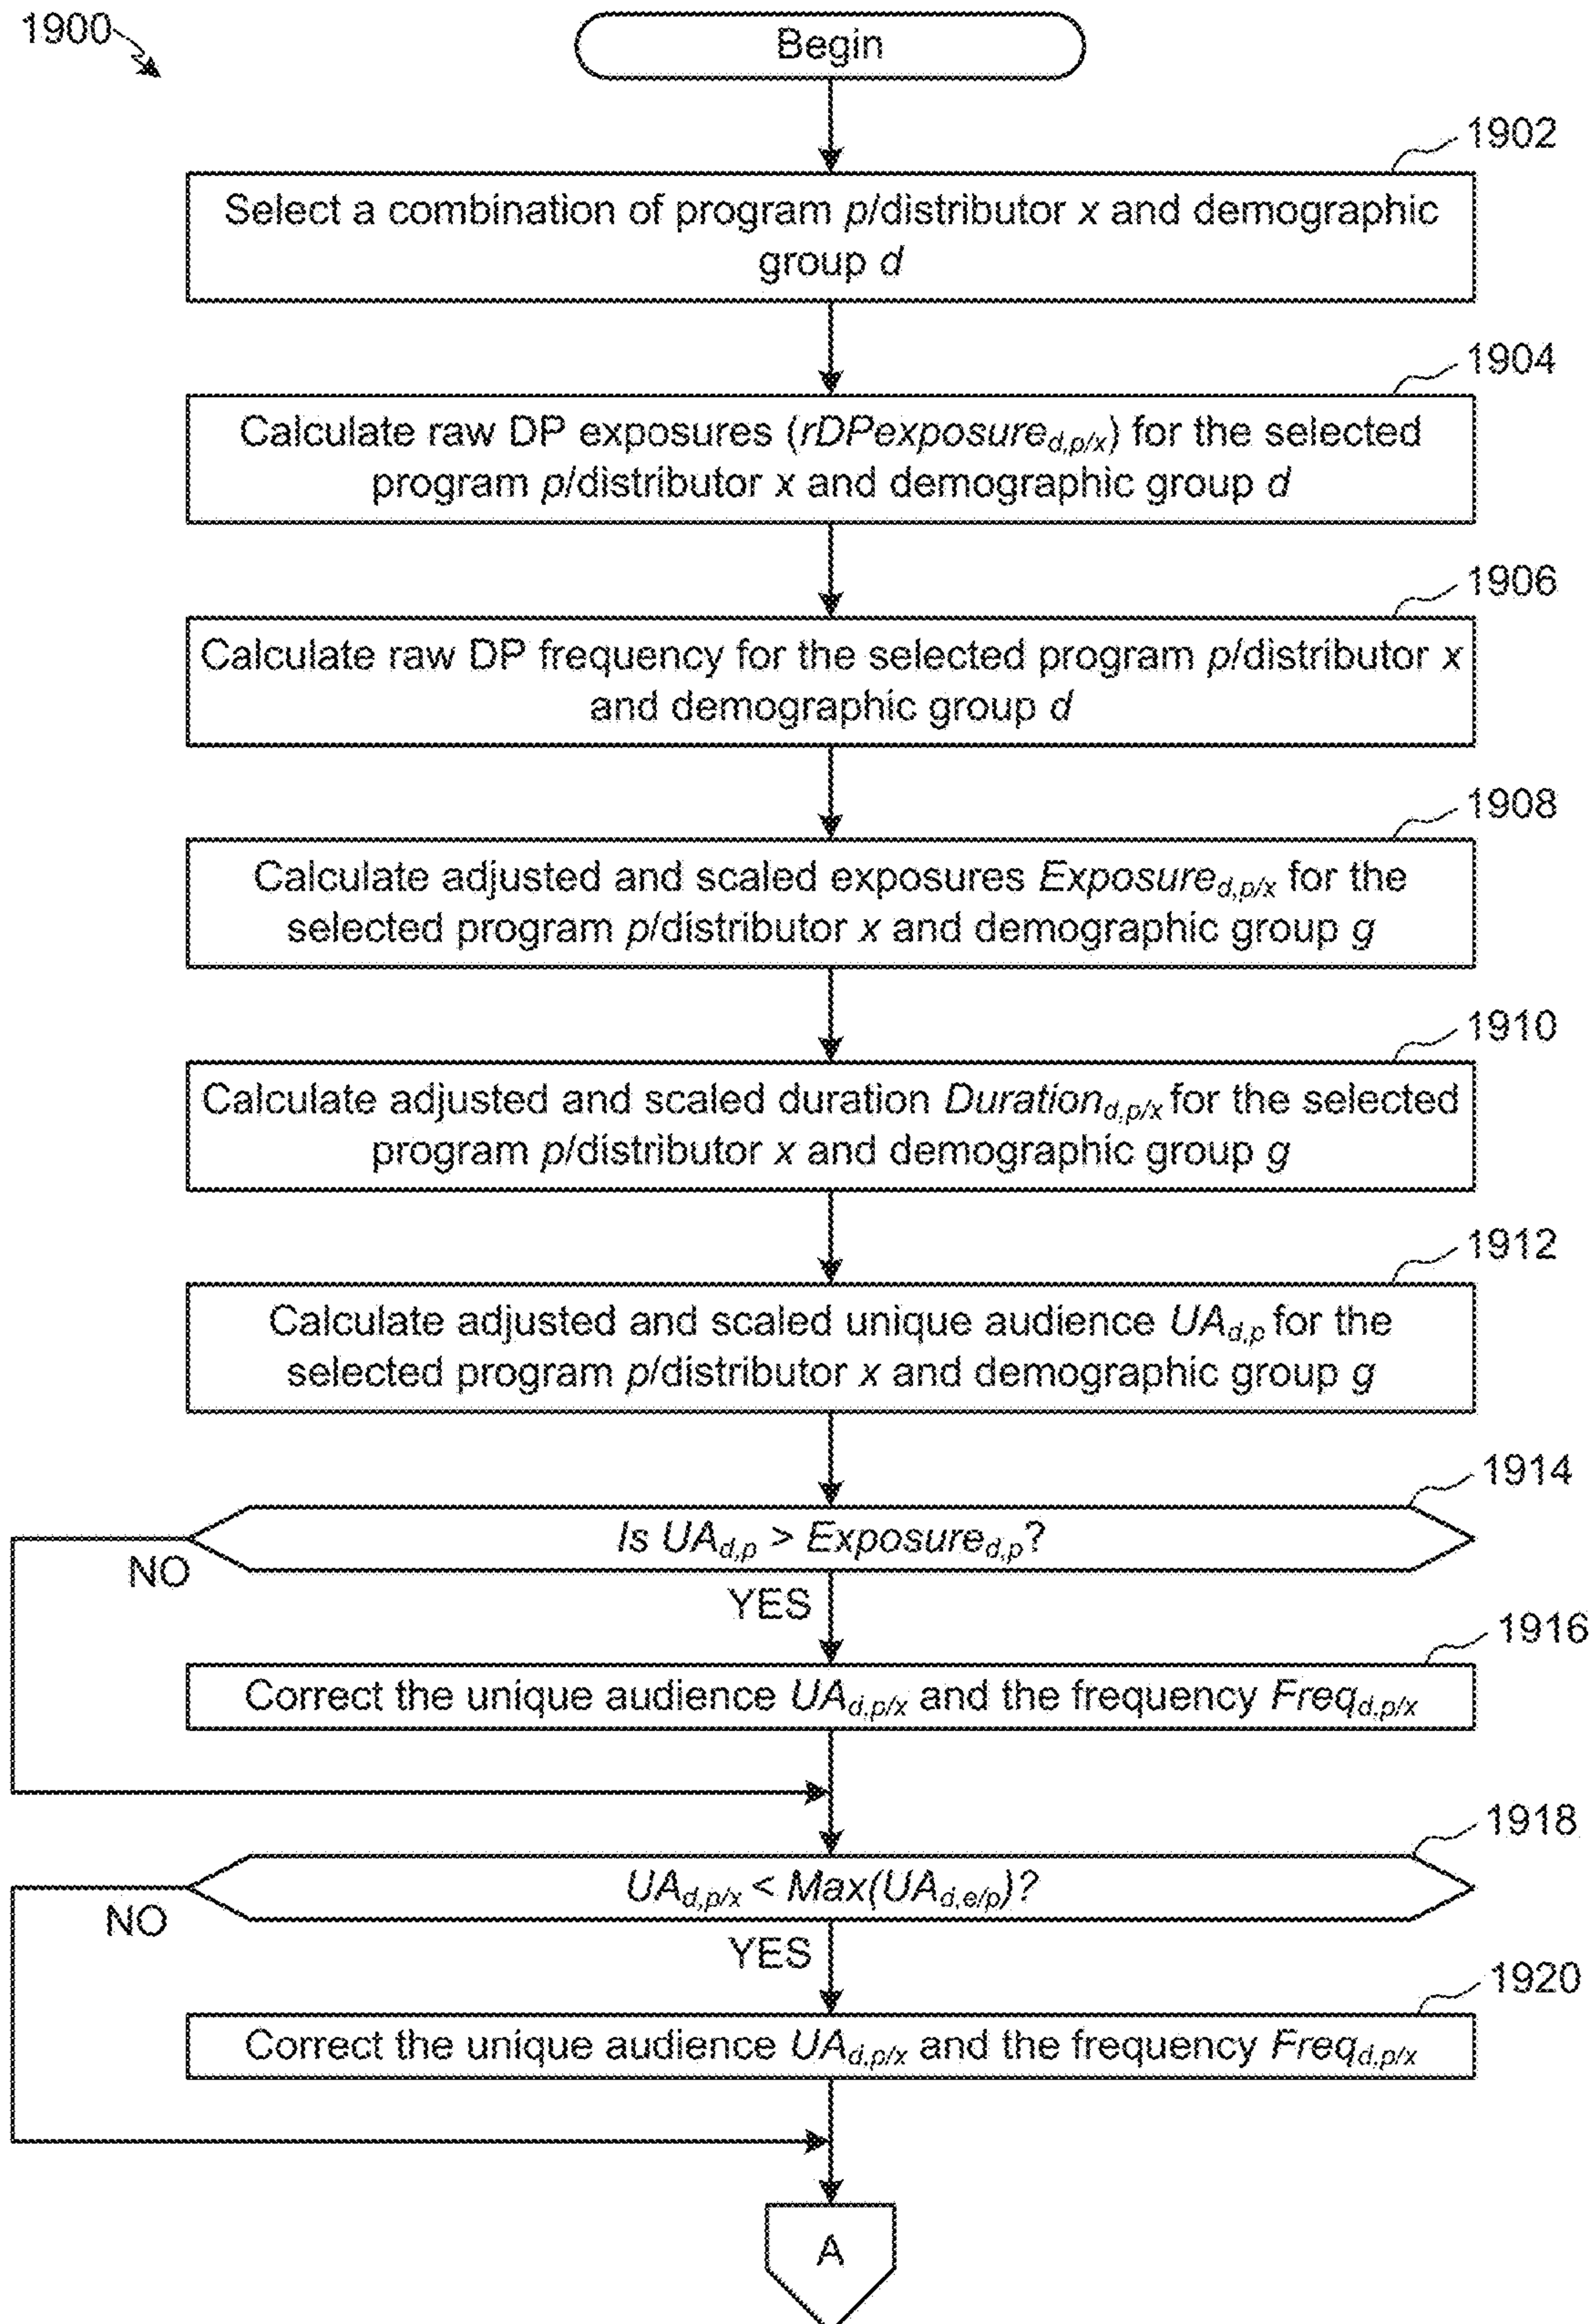 1900
Begin
1902
Select a combination of program p/distributor x and demographic
group d
1904
Calculate raw DP exposures (rDPexposured,p/x) for the selected
program p/distributor x and demographic group d
1906
Calculate raw DP frequency for the selected program p/distributor x
and demographic group d
1908
Calculate adjusted and scaled exposures Exposured,p/x for the
selected program p/distributor x and demographic group g
1910
Calculate adjusted and scaled duration Durationd,p/x for the selected
program p/distributor x and demographic group g
1912
Calculate adjusted and scaled unique audience UAd,p for the
selected program p/distributor x and demographic group g
1914
Is UAd,p > Exposured,p?
NO
YES
1916
Correct the unique audience UAd,p/x and the frequency Freqd,p/x
1918
UAd,p/x < Max(UAd,e/p)?
NO
YES
1920
Correct the unique audience UAd,p/x and the frequency Freqd,p/x
A